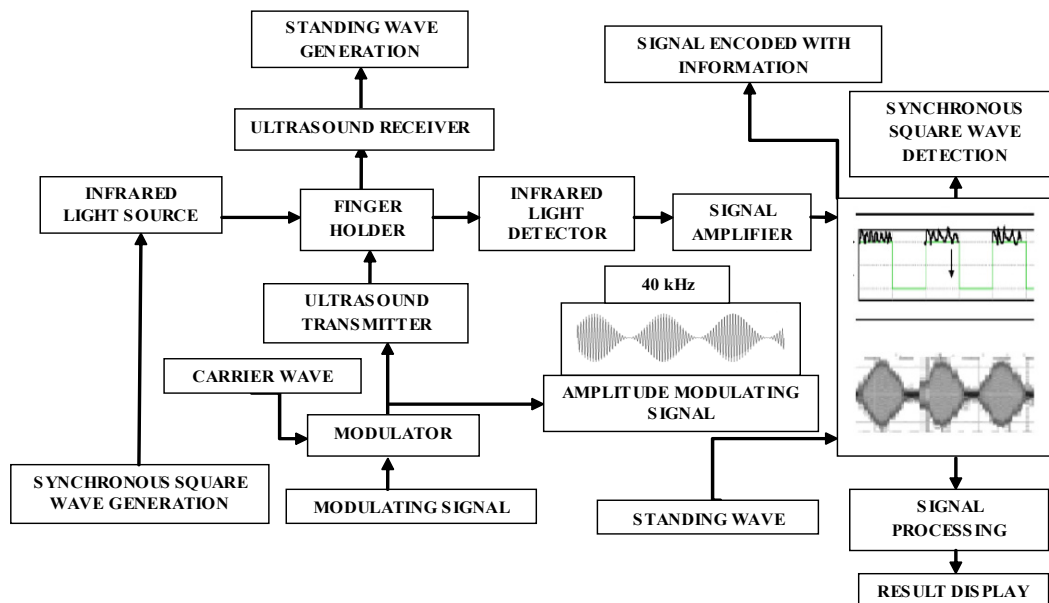 STANDING WAVE
GENERATION
SIGNAL ENCODED WITH
INFORMATION
SYNCHRONOUS
SQUARE WAVE
DETECTION
ULTRASOUND RECEIVER
INFRARED
LIGHT SOURCE
FINGER
HOLDER
INFRARED
LIGHT
DETECTOR
SIGNAL
AMPLIFIER
ULTRASOUND
TRANSMITTER
40 kHz
CARRIER WAVE
AMPLITUDE MODULATING
SIGNAL
MODULATOR
SYNCHRONOUS SQUARE
WAVE GENERATION
MODULATING SIGNAL
STANDING WAVE
SIGNAL
PROCESSING
RESULT DISPLAY